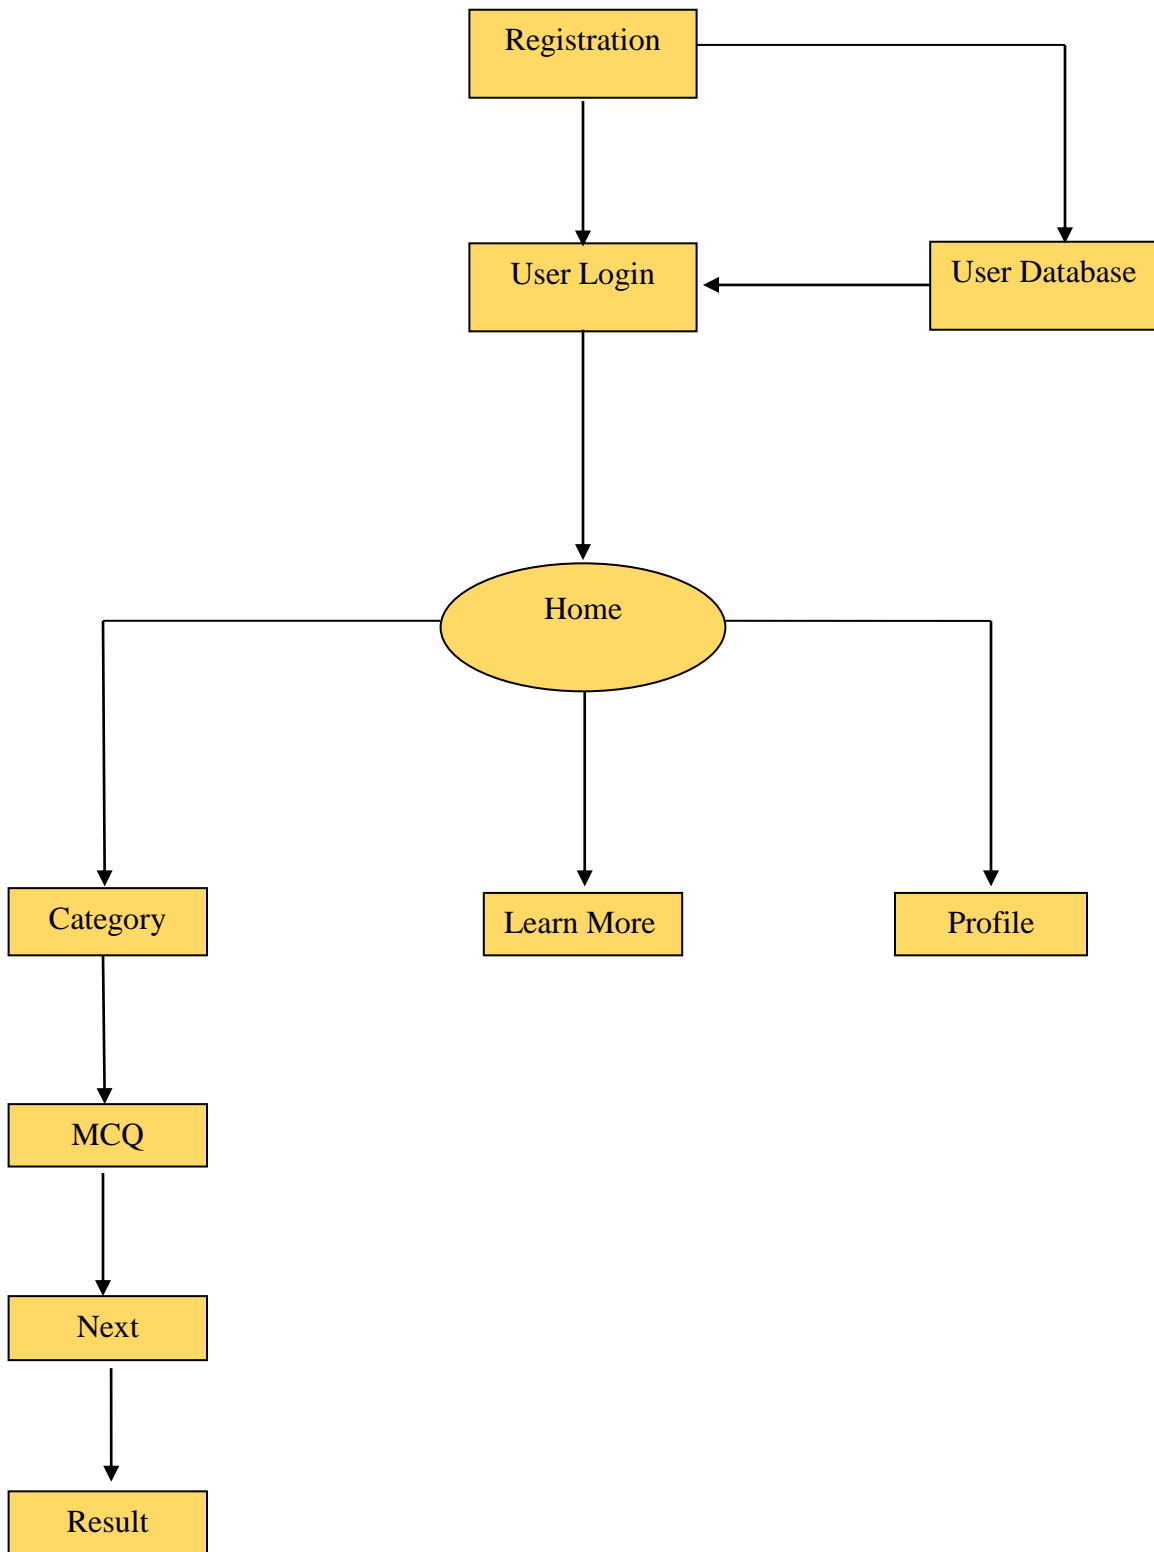 Registration
User Login
User Database
Home
Category
Learn More
Profile
MCQ
Next
Result